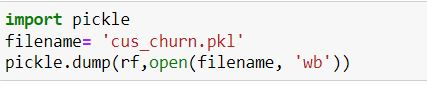 import pickle
filename= 'cus_churn.pkl'
pickle.dump(rf,open(filename, 'wb'))